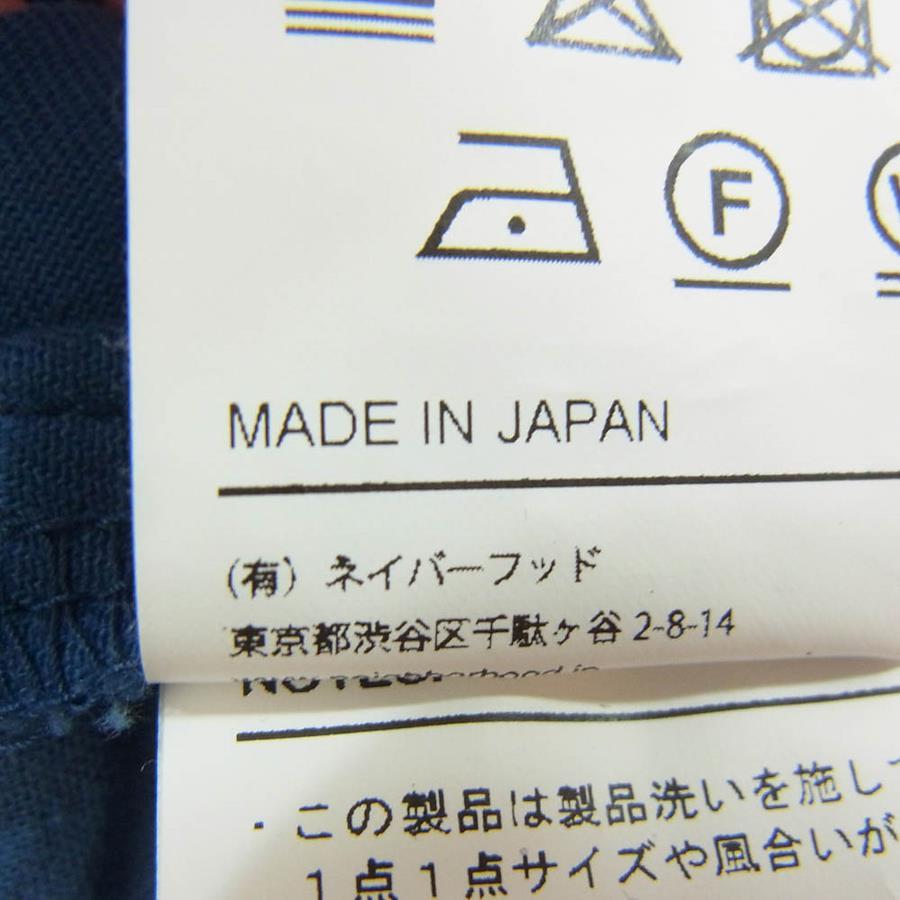 F
MADE IN JAPAN
(有) ネイバーフッド
東京都渋谷区千駄ヶ谷 2-8-14
・この製品は製品洗いを施し
1点1点サイズや風合いが